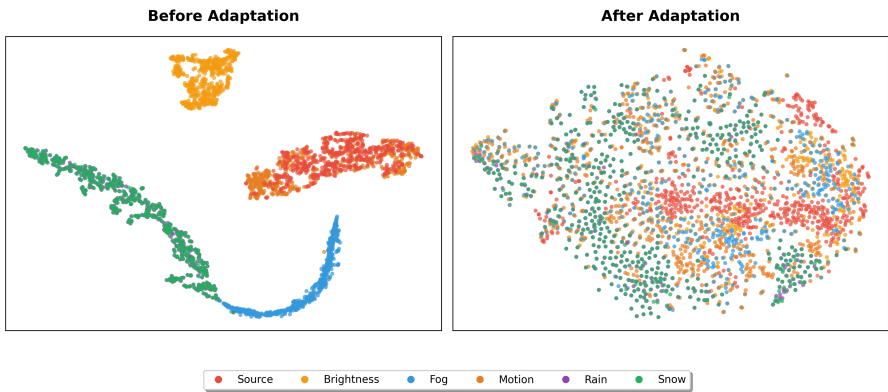 Before Adaptation
After Adaptation
Source Brightness Fog Motion Rain Snow